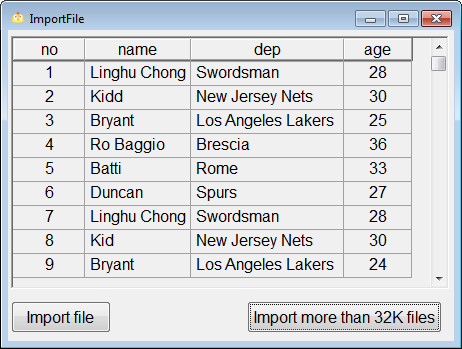 ImportFile
no name dep age
1 Linghu Chong Swordsman 28
2 Kidd New Jersey Nets 30
3 Bryant Los Angeles Lakers 25
4 Ro Baggio Brescia 36
5 Batti Rome 33
6 Duncan Spurs 27
7 Linghu Chong Swordsman 28
8 Kid New Jersey Nets 30
9 Bryant Los Angeles Lakers 24
Import file Import more than 32K files